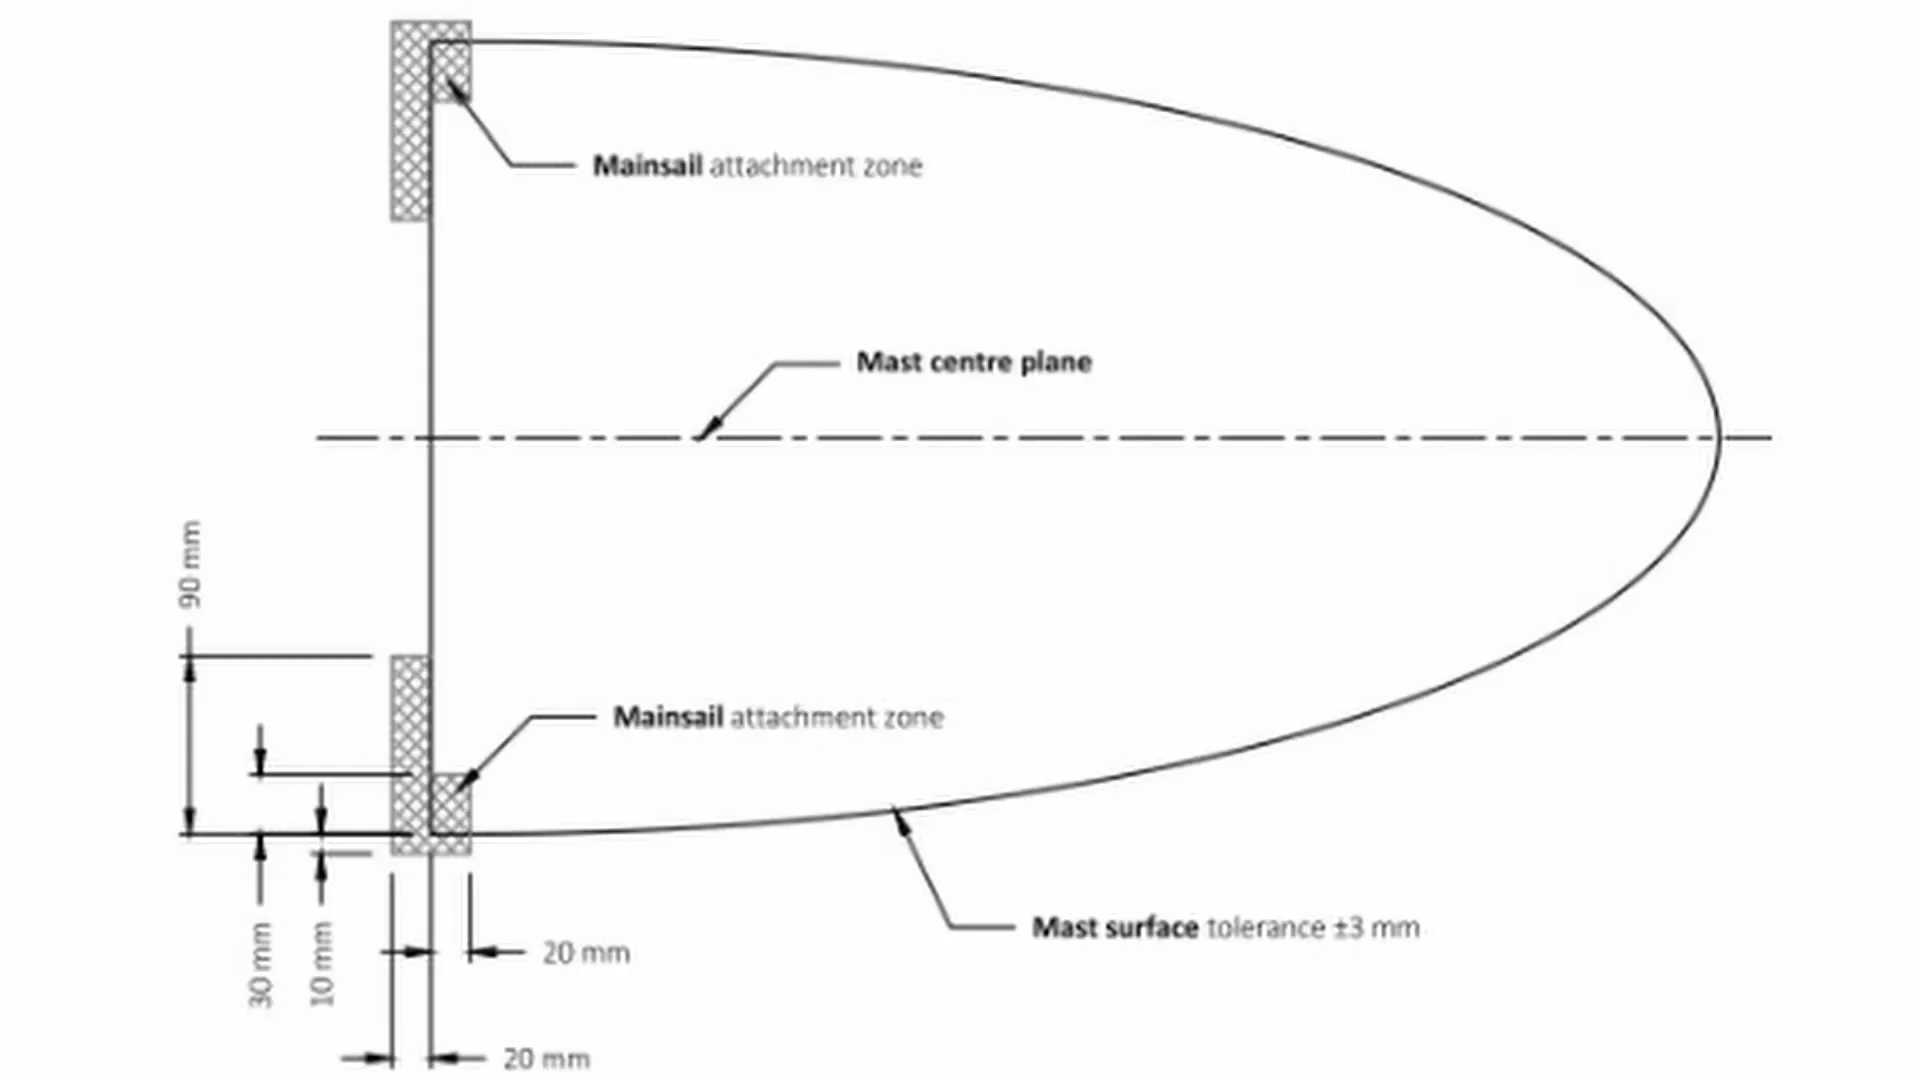 Mainsail attachment zone
Mast centre plane
90 mm
Mainsail attachment zone
Mast surface tolerance ±3 mm
30 mm
10 mm
20 mm
20 mm